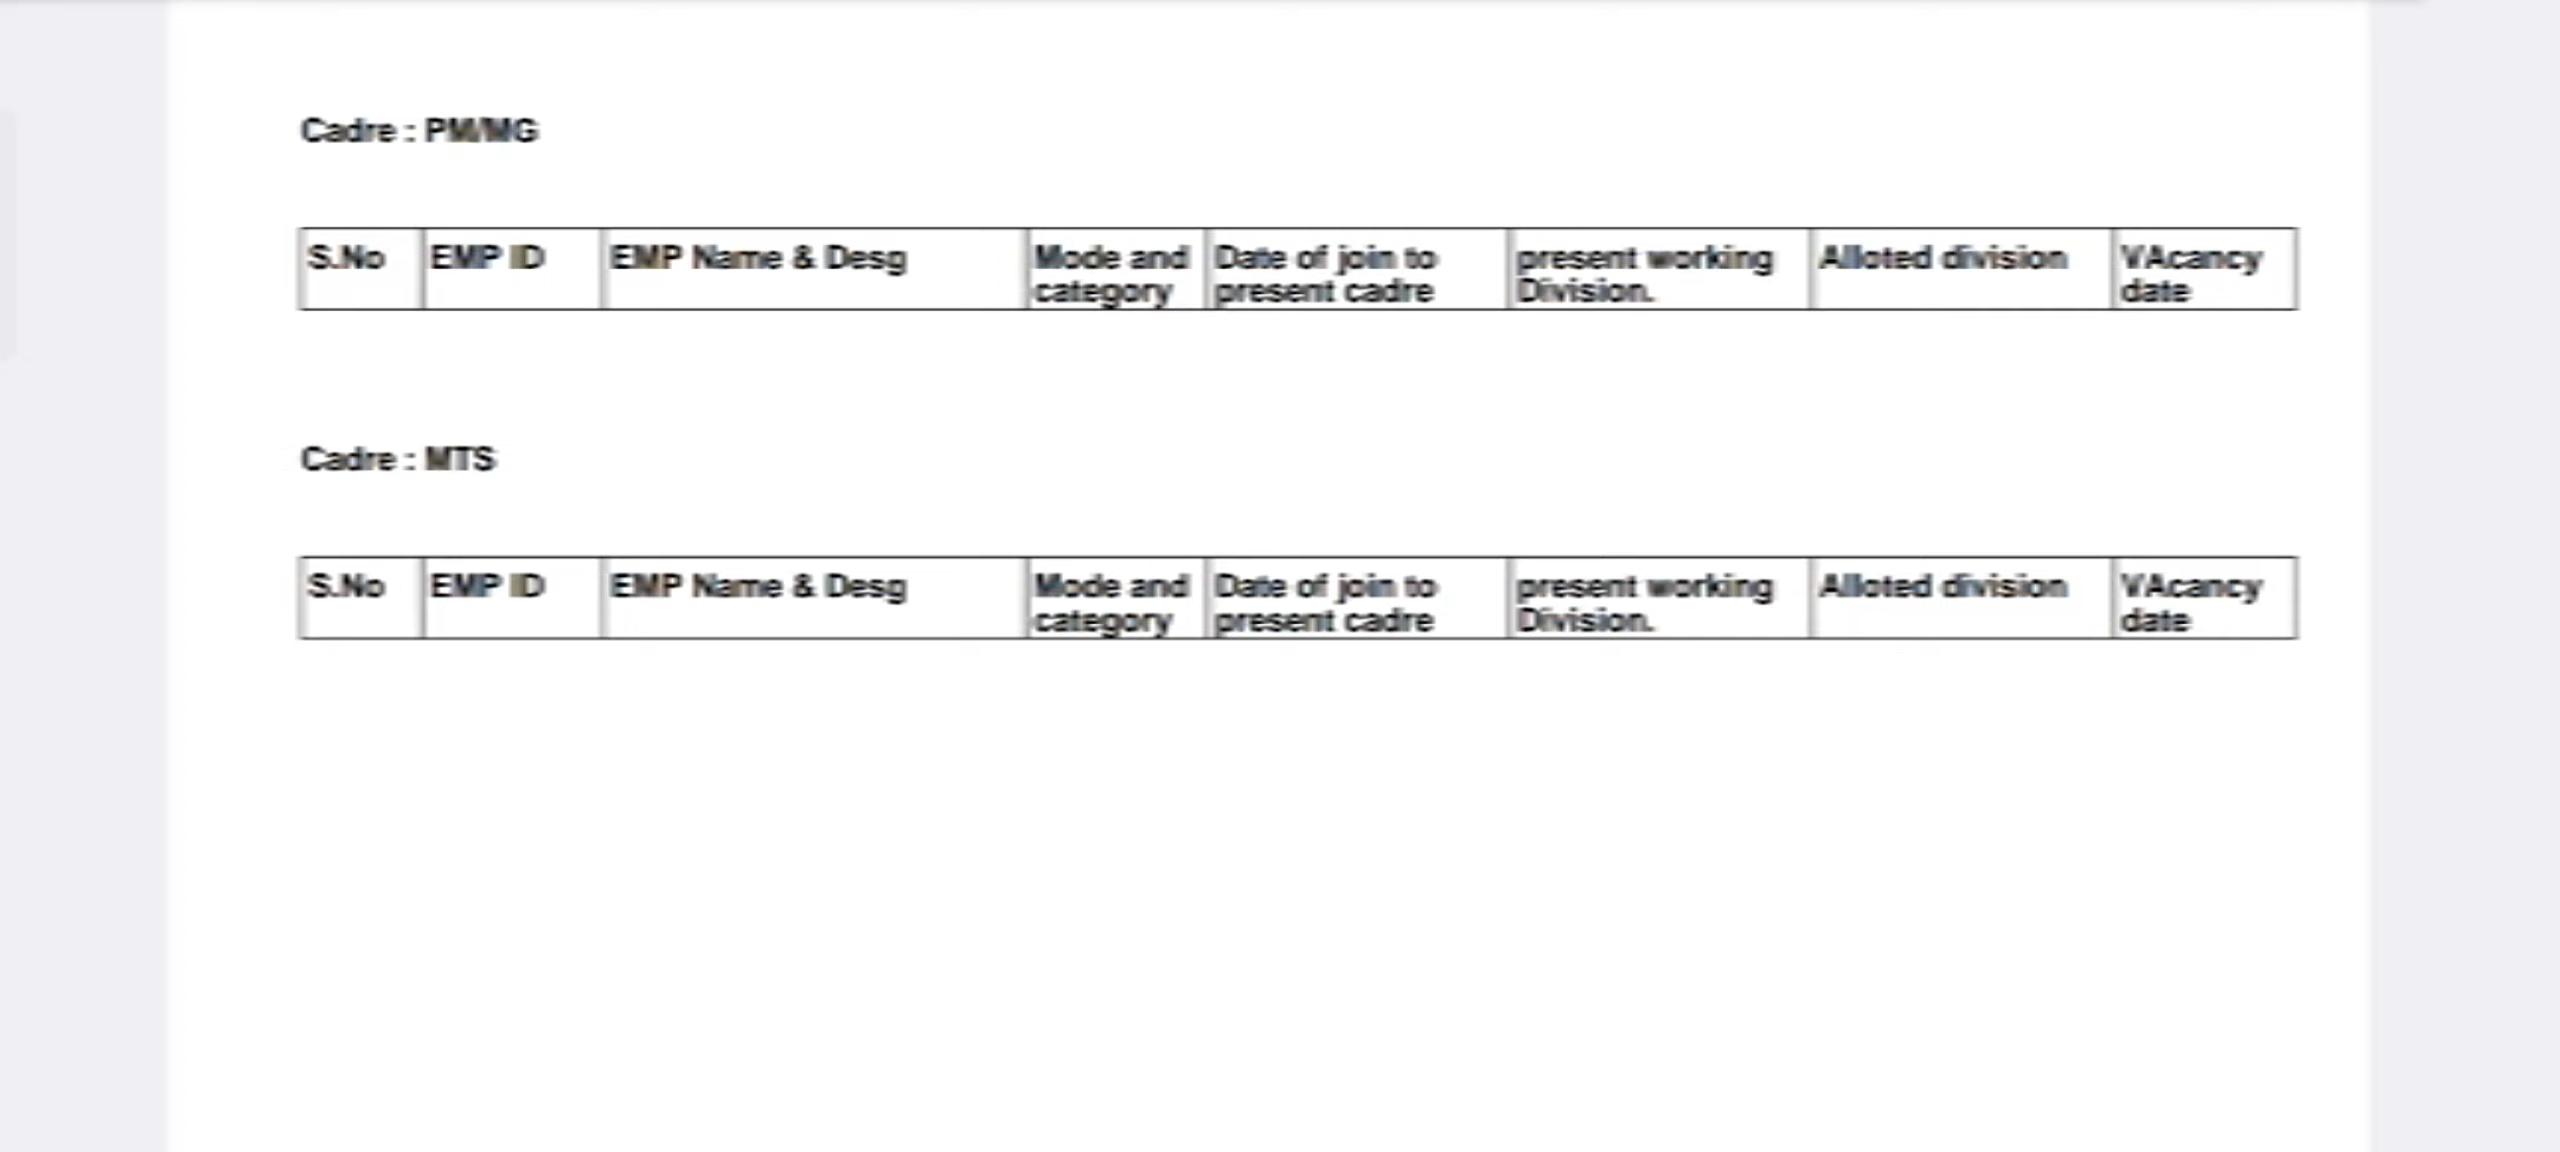 Cadre : PM/MG
S.No EMP ID EMP Name & Desg Mode and category Date of join to present cadre present working Division. Alloted division VAcancy date
Cadre : MTS
S.No EMP ID EMP Name & Desg Mode and category Date of join to present cadre present working Division. Alloted division VAcancy date